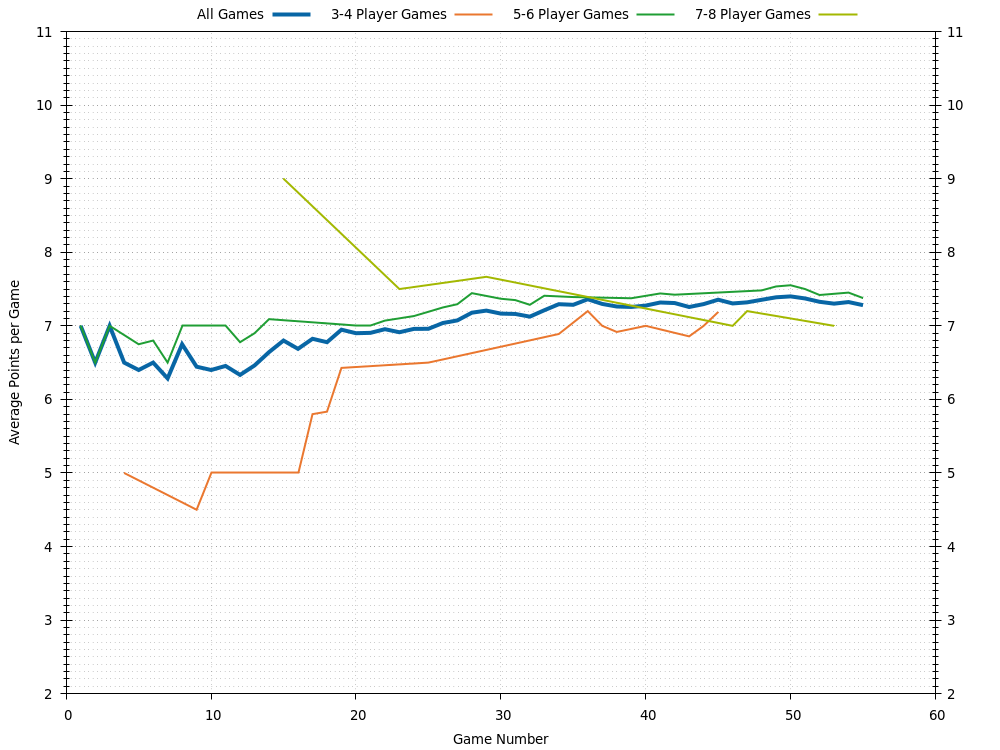 All Games 3-4 Player Games 5-6 Player Games 7-8 Player Games
11 11
10 10
9 9
8 8
7 7
6 6
5 5
4 4
3 3
2 2
Average Points per Game
0 10 20 30 40 50 60
Game Number